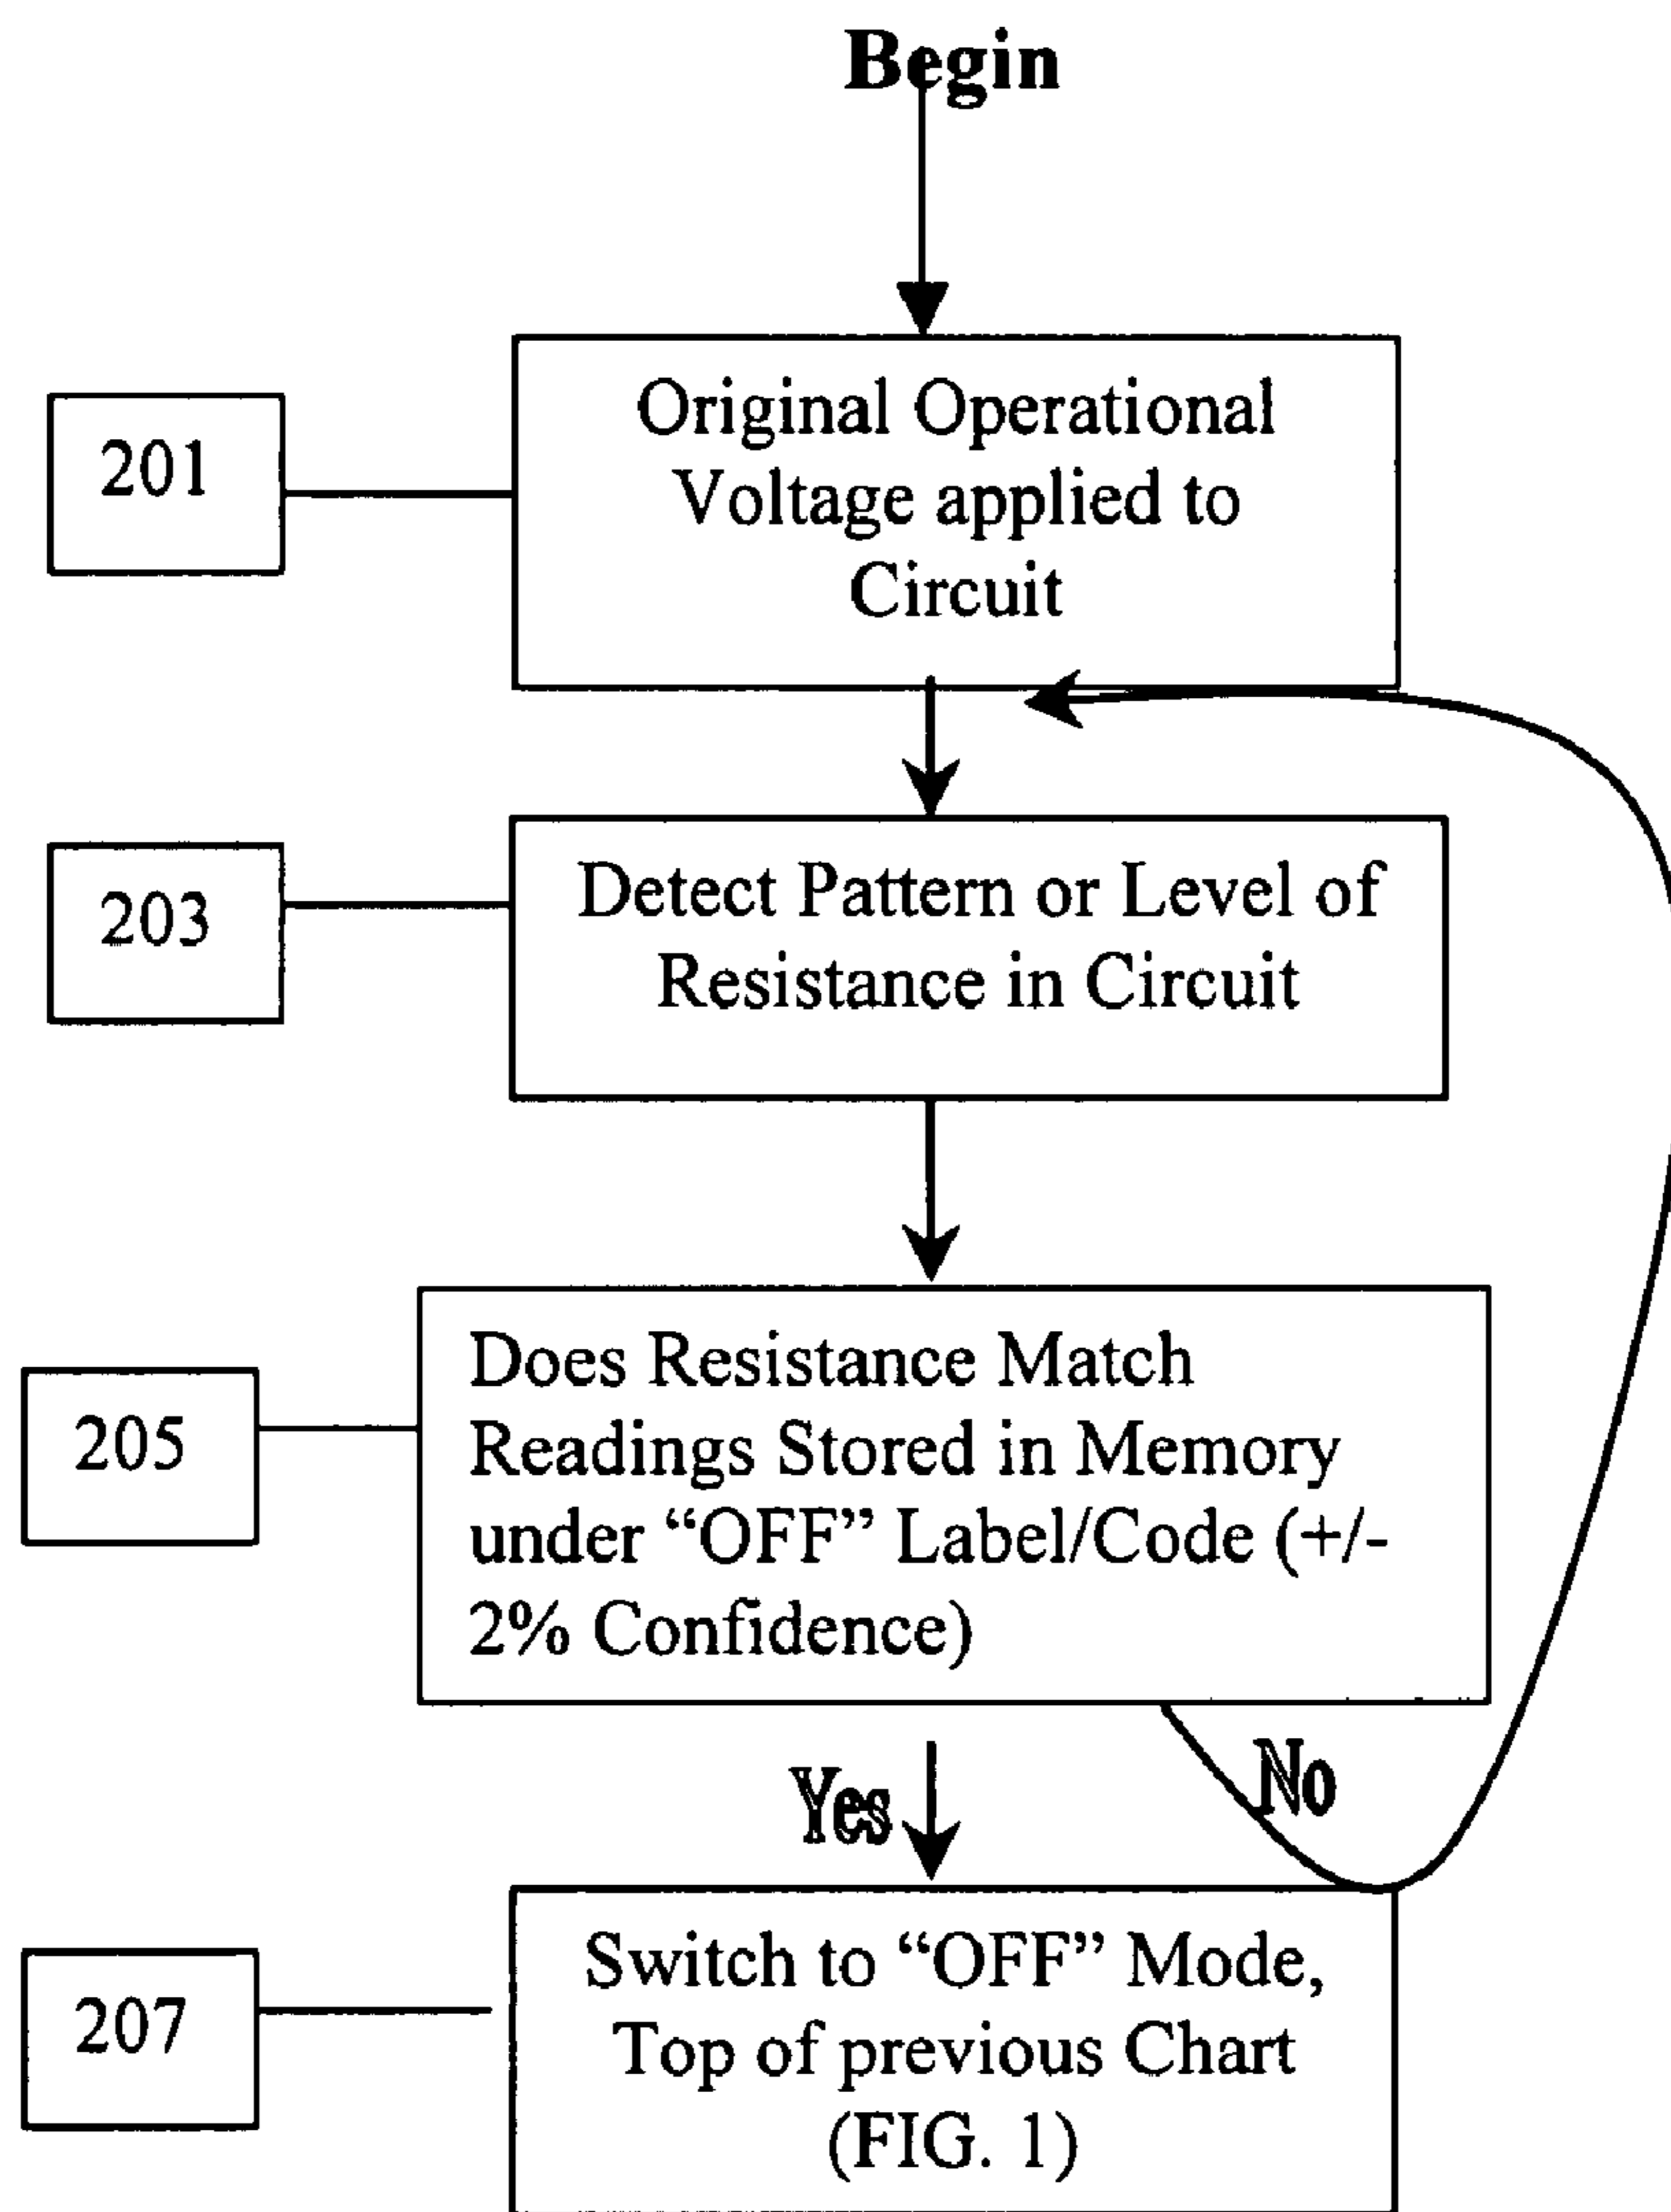 Begin
201
Original Operational
Voltage applied to
Circuit
203
Detect Pattern or Level of
Resistance in Circuit
205
Does Resistance Match
Readings Stored in Memory
under “OFF” Label/Code (+/-
2% Confidence)
Yes
No
207
Switch to “OFF” Mode,
Top of previous Chart
(FIG. 1)